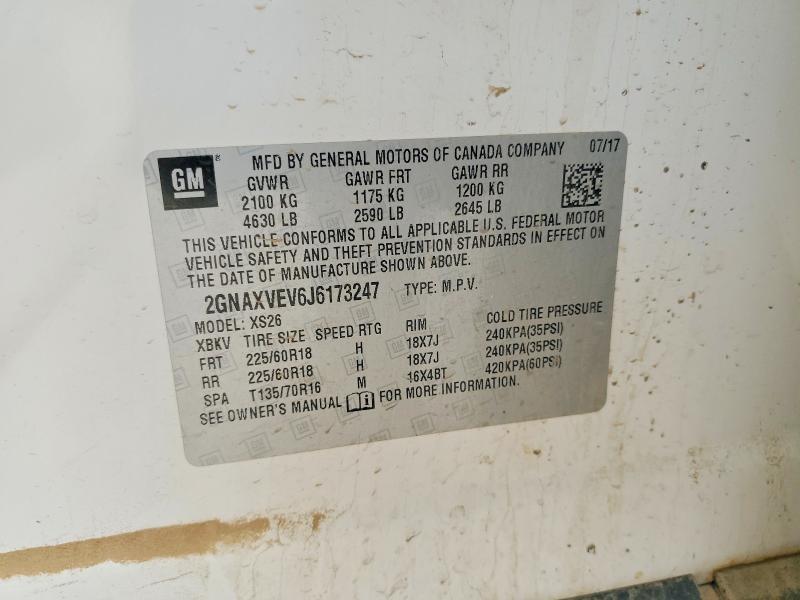 GM MFD BY GENERAL MOTORS OF CANADA COMPANY 07/17
GVWR GAWR FRT GAWR RR
2100 KG 1175 KG 1200 KG
4630 LB 2590 LB 2645 LB
THIS VEHICLE CONFORMS TO ALL APPLICABLE U.S. FEDERAL MOTOR
VEHICLE SAFETY AND THEFT PREVENTION STANDARDS IN EFFECT ON
THE DATE OF MANUFACTURE SHOWN ABOVE.
2GNAXVEV6J6173247 TYPE: M.P.V.
MODEL: XS26
XBKV TIRE SIZE SPEED RTG RIM COLD TIRE PRESSURE
FRT 225/60R18 H 18X7J 240KPA(35PSI)
RR 225/60R18 H 18X7J 240KPA(35PSI)
SPA T135/70R16 M 16X4BT 420KPA(60PSI)
SEE OWNER'S MANUAL FOR MORE INFORMATION.